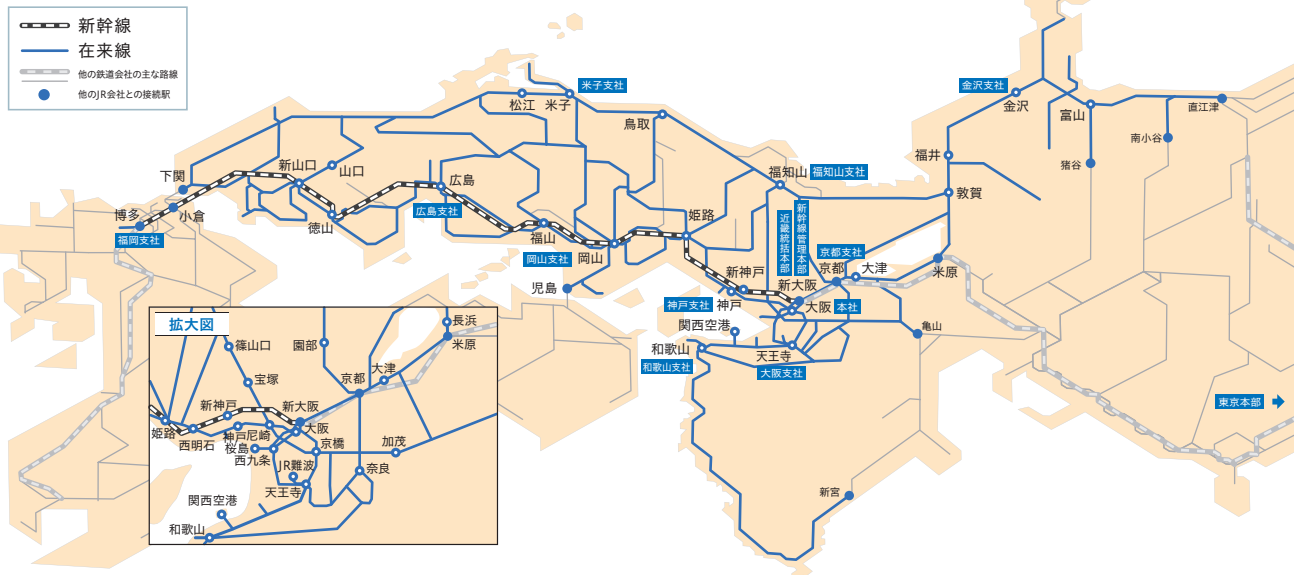 新幹線
在来線
他の鉄道会社の主な路線
他のJR会社との接続駅
米子支社
松江
米子
鳥取
金沢支社
金沢
富山
直江津
南小谷
猪谷
福井
敦賀
下関
新山口
山口
広島
広島支社
福知山
福知山支社
博多
小倉
福岡支社
徳山
福山
岡山支社
岡山
姫路
近畿統括本部
新幹線管理本部
京都支社
京都
大津
米原
児島
新神戸
新大阪
神戸支社
神戸
大阪
本社
関西空港
亀山
和歌山
和歌山支社
天王寺
大阪支社
東京本部
新宮
拡大図
長浜
米原
篠山口
園部
宝塚
京都
大津
新神戸
新大阪
姫路
西明石
神戸
尼崎
大阪
桜島
西九条
京橋
加茂
JR難波
奈良
天王寺
関西空港
和歌山